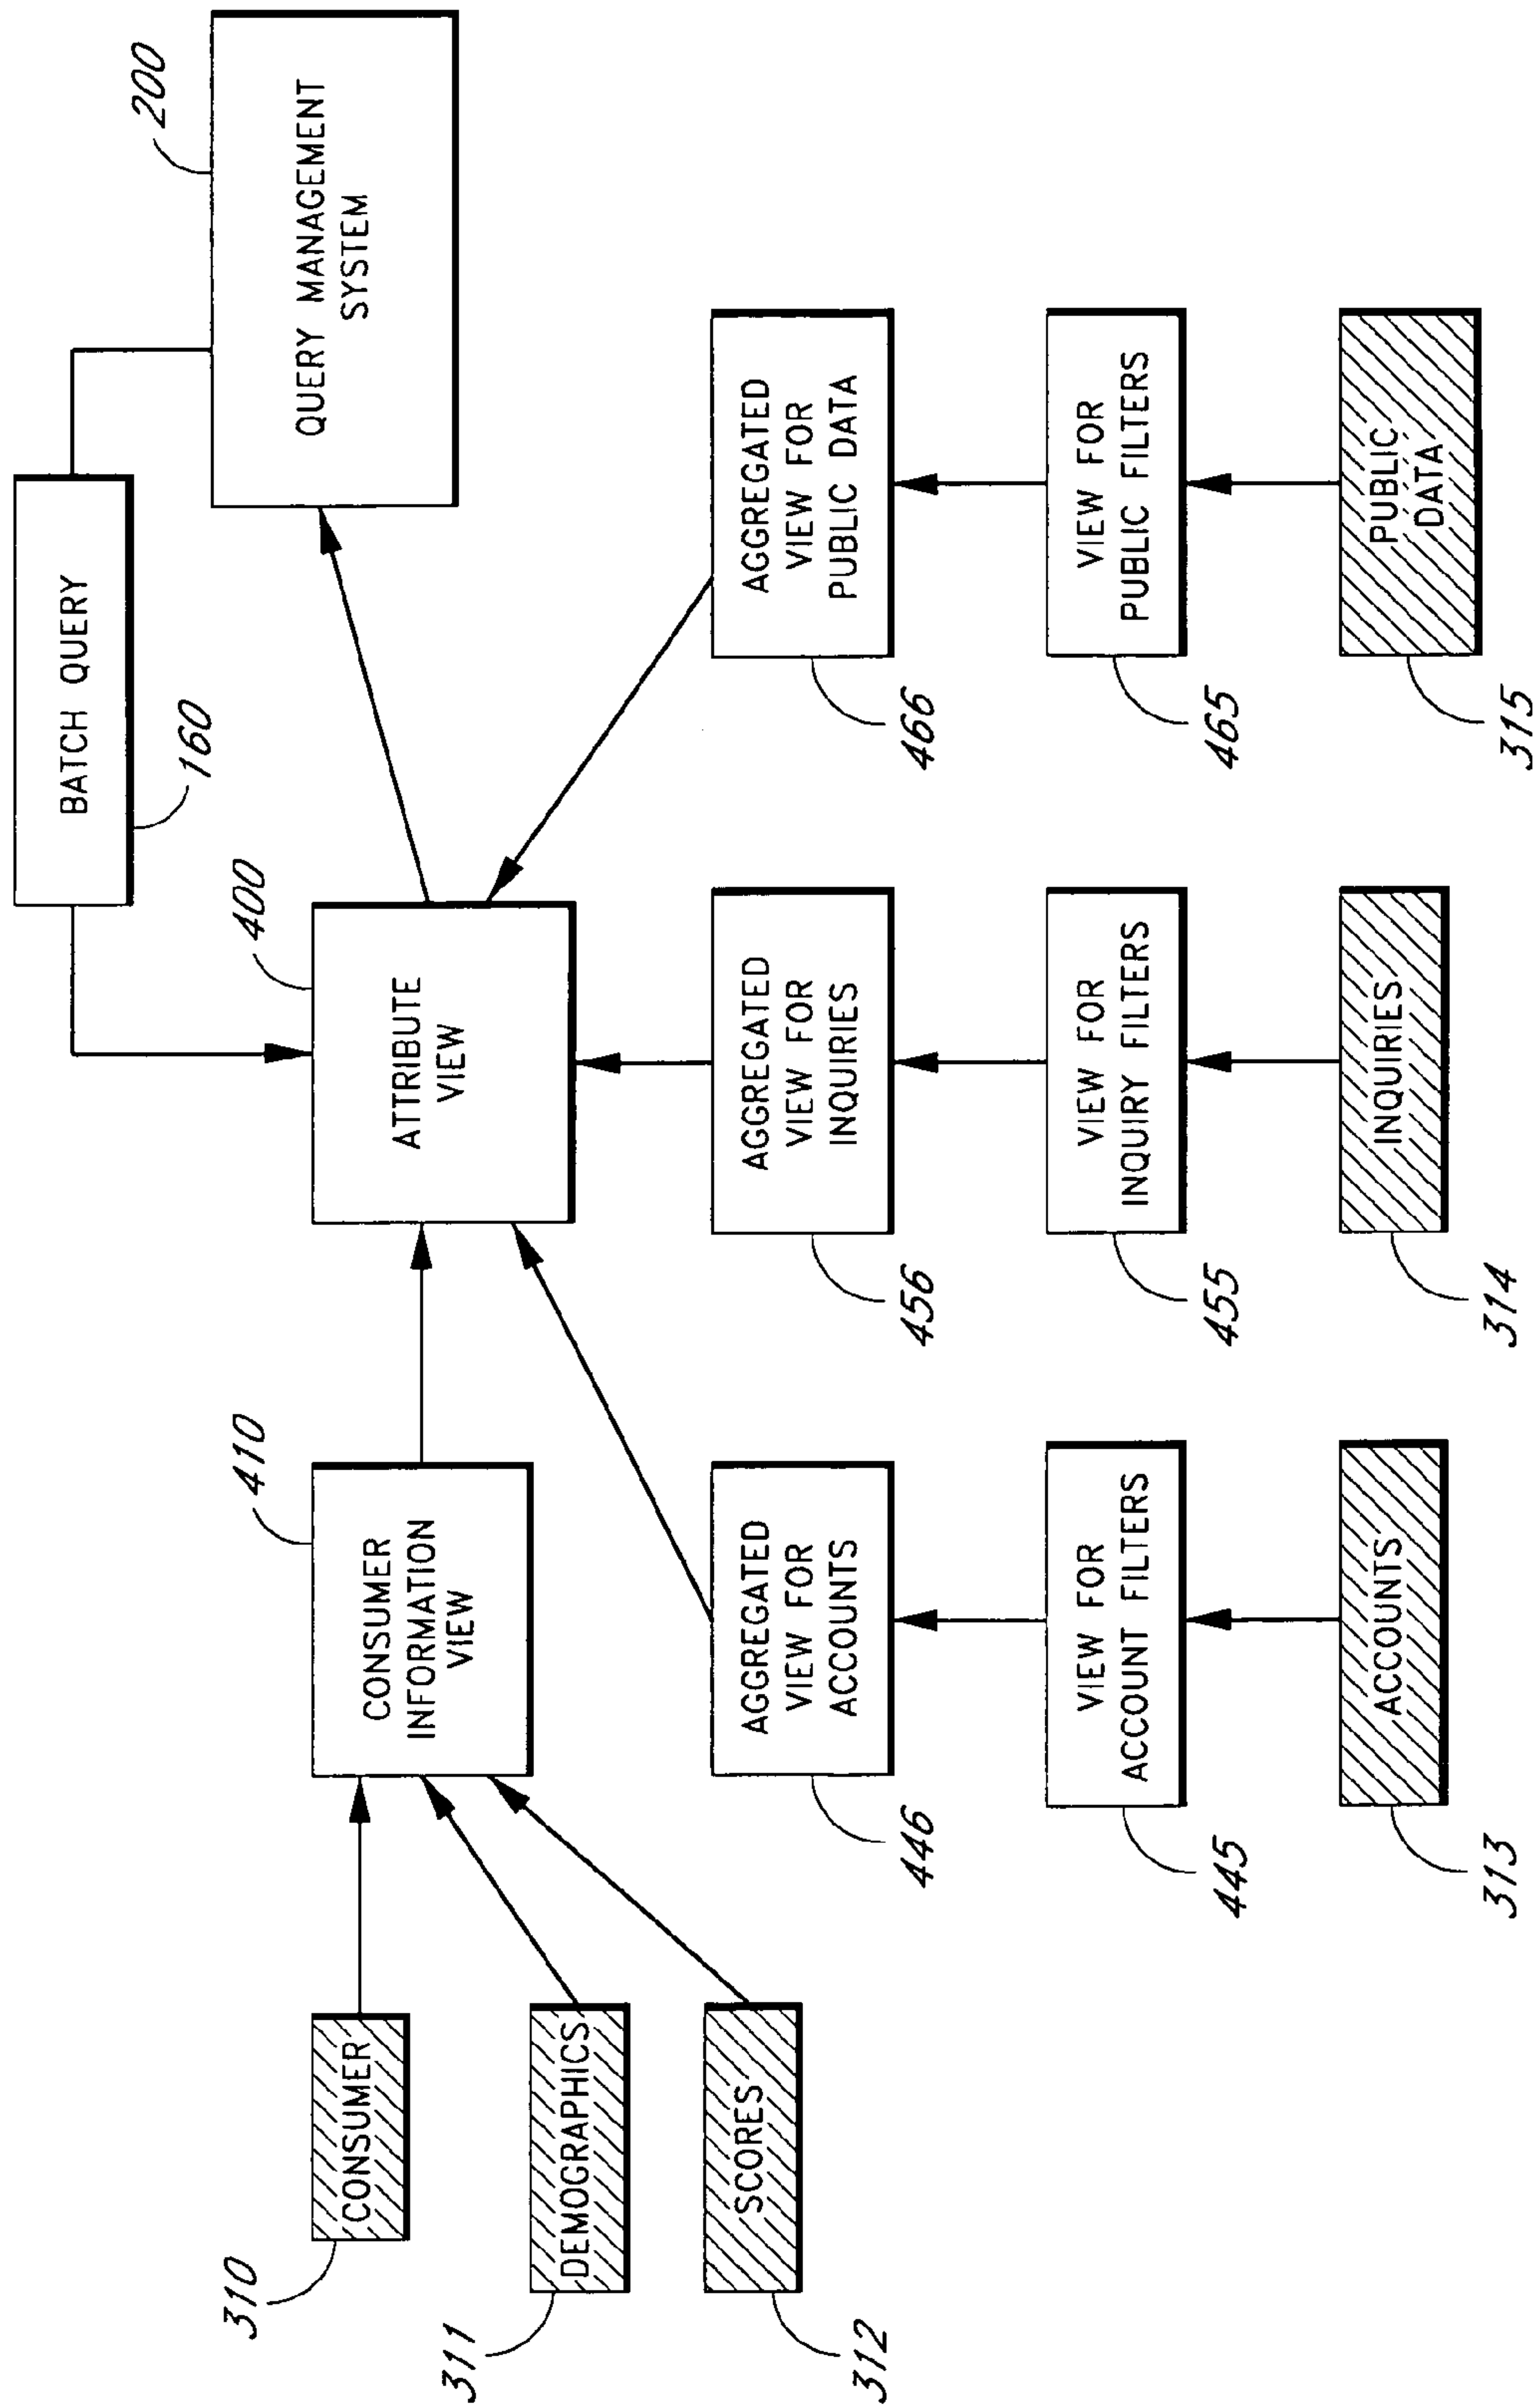 BATCH QUERY
160
200
QUERY MANAGEMENT
SYSTEM
400
ATTRIBUTE
VIEW
410
CONSUMER
INFORMATION
VIEW
310
CONSUMER
311
DEMOGRAPHICS
312
SCORES
AGGREGATED
VIEW FOR
ACCOUNTS
446
AGGREGATED
VIEW FOR
INQUIRIES
456
AGGREGATED
VIEW FOR
PUBLIC DATA
466
VIEW FOR
ACCOUNT FILTERS
445
VIEW FOR
INQUIRY FILTERS
455
VIEW FOR
PUBLIC FILTERS
465
ACCOUNTS
313
INQUIRIES
314
PUBLIC
DATA
315